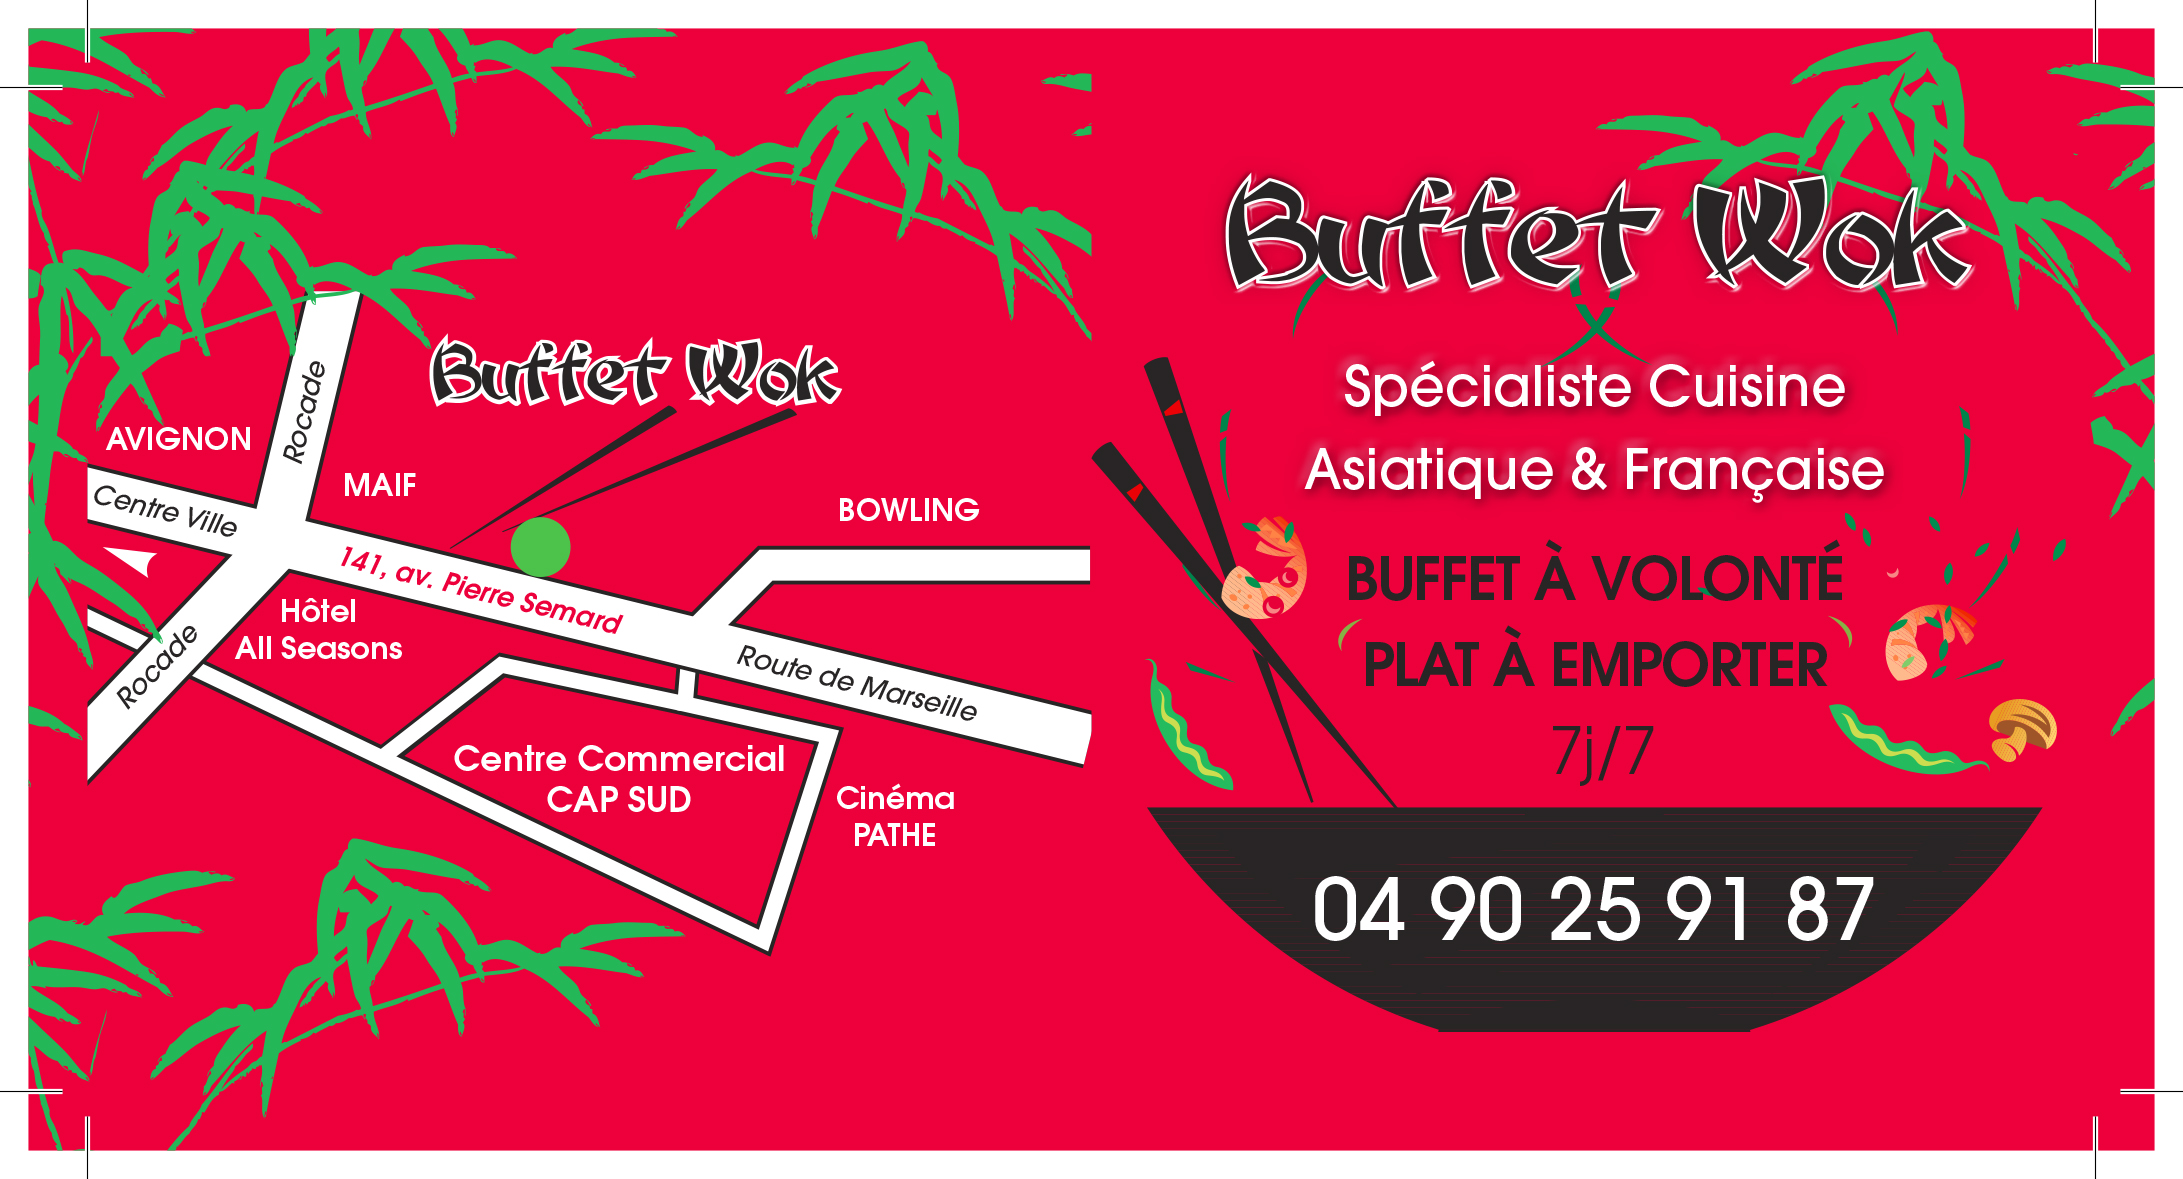 Buffet Wok
Rocade
AVIGNON
MAIF
Centre Ville
BOWLING
141, av. Pierre Semard
Hôtel
All Seasons
Rocade
Route de Marseille
Centre Commercial
CAP SUD
Cinéma
PATHE
Buffet Wok
Spécialiste Cuisine
Asiatique & Française
BUFFET À VOLONTÉ
PLAT À EMPORTER
7j/7
04 90 25 91 87